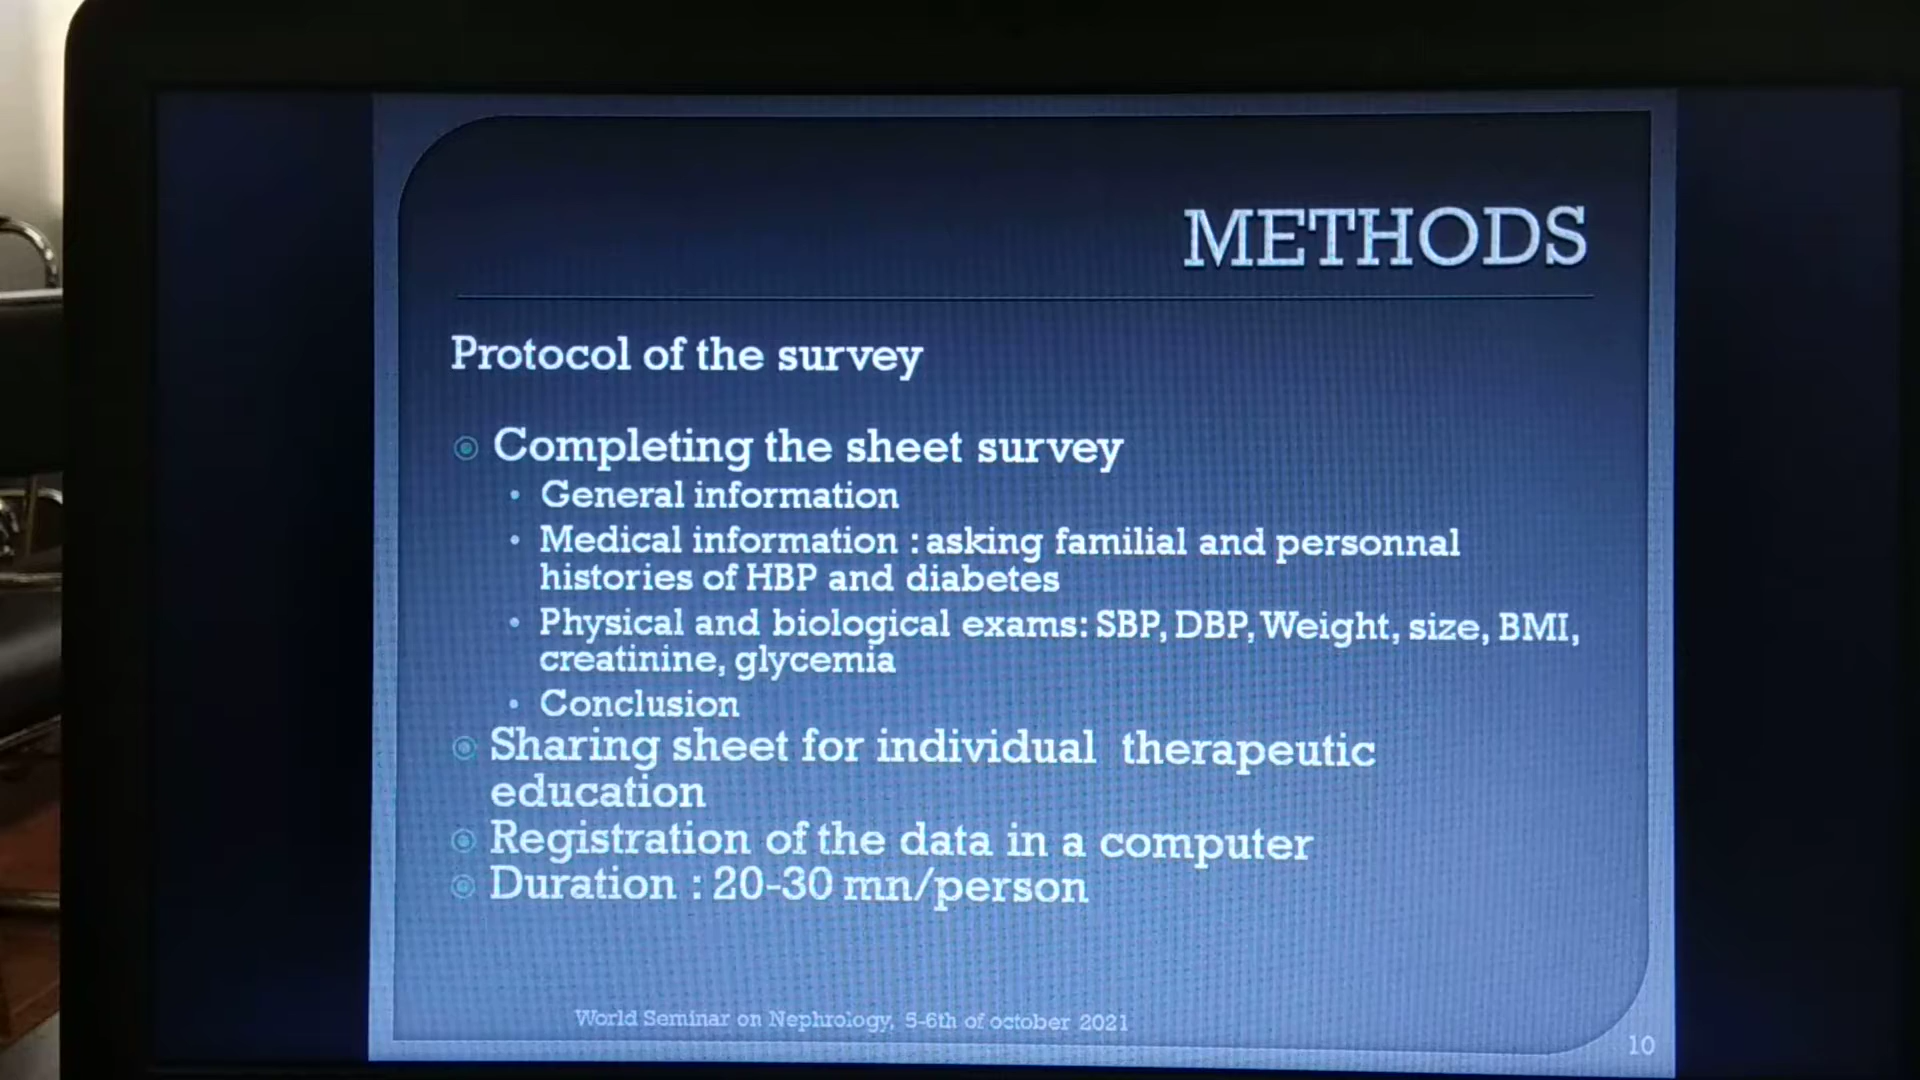 METHODS
Protocol of the survey
Completing the sheet survey
General information
Medical information : asking familial and personnal
histories of HBP and diabetes
Physical and biological exams: SBP, DBP, Weight, size, BMI,
creatinine, glycemia
Conclusion
Sharing sheet for individual therapeutic
education
Registration of the data in a computer
Duration : 20-30 mn/person
World Seminar on Nephrology, 5-6th of october 2021
10